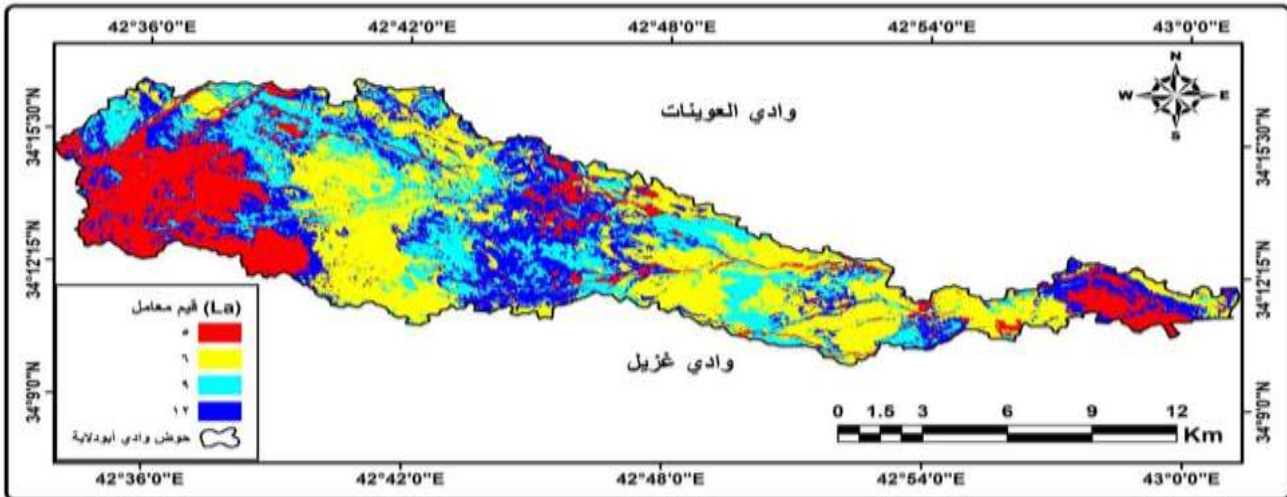 42°36'0"E 42°42'0"E 42°48'0"E 42°54'0"E 43°0'0"E
N
W E
S
34°15'30"N 34°15'30"N
وادي العوينات
34°12'15"N 34°12'15"N
قيم معامل (La)
٥
٦
٩
١٢
حوض وادي أبودلاية
وادي غزيل
34°9'0"N 34°9'0"N
0 1.5 3 6 9 12
Km
42°36'0"E 42°42'0"E 42°48'0"E 42°54'0"E 43°0'0"E